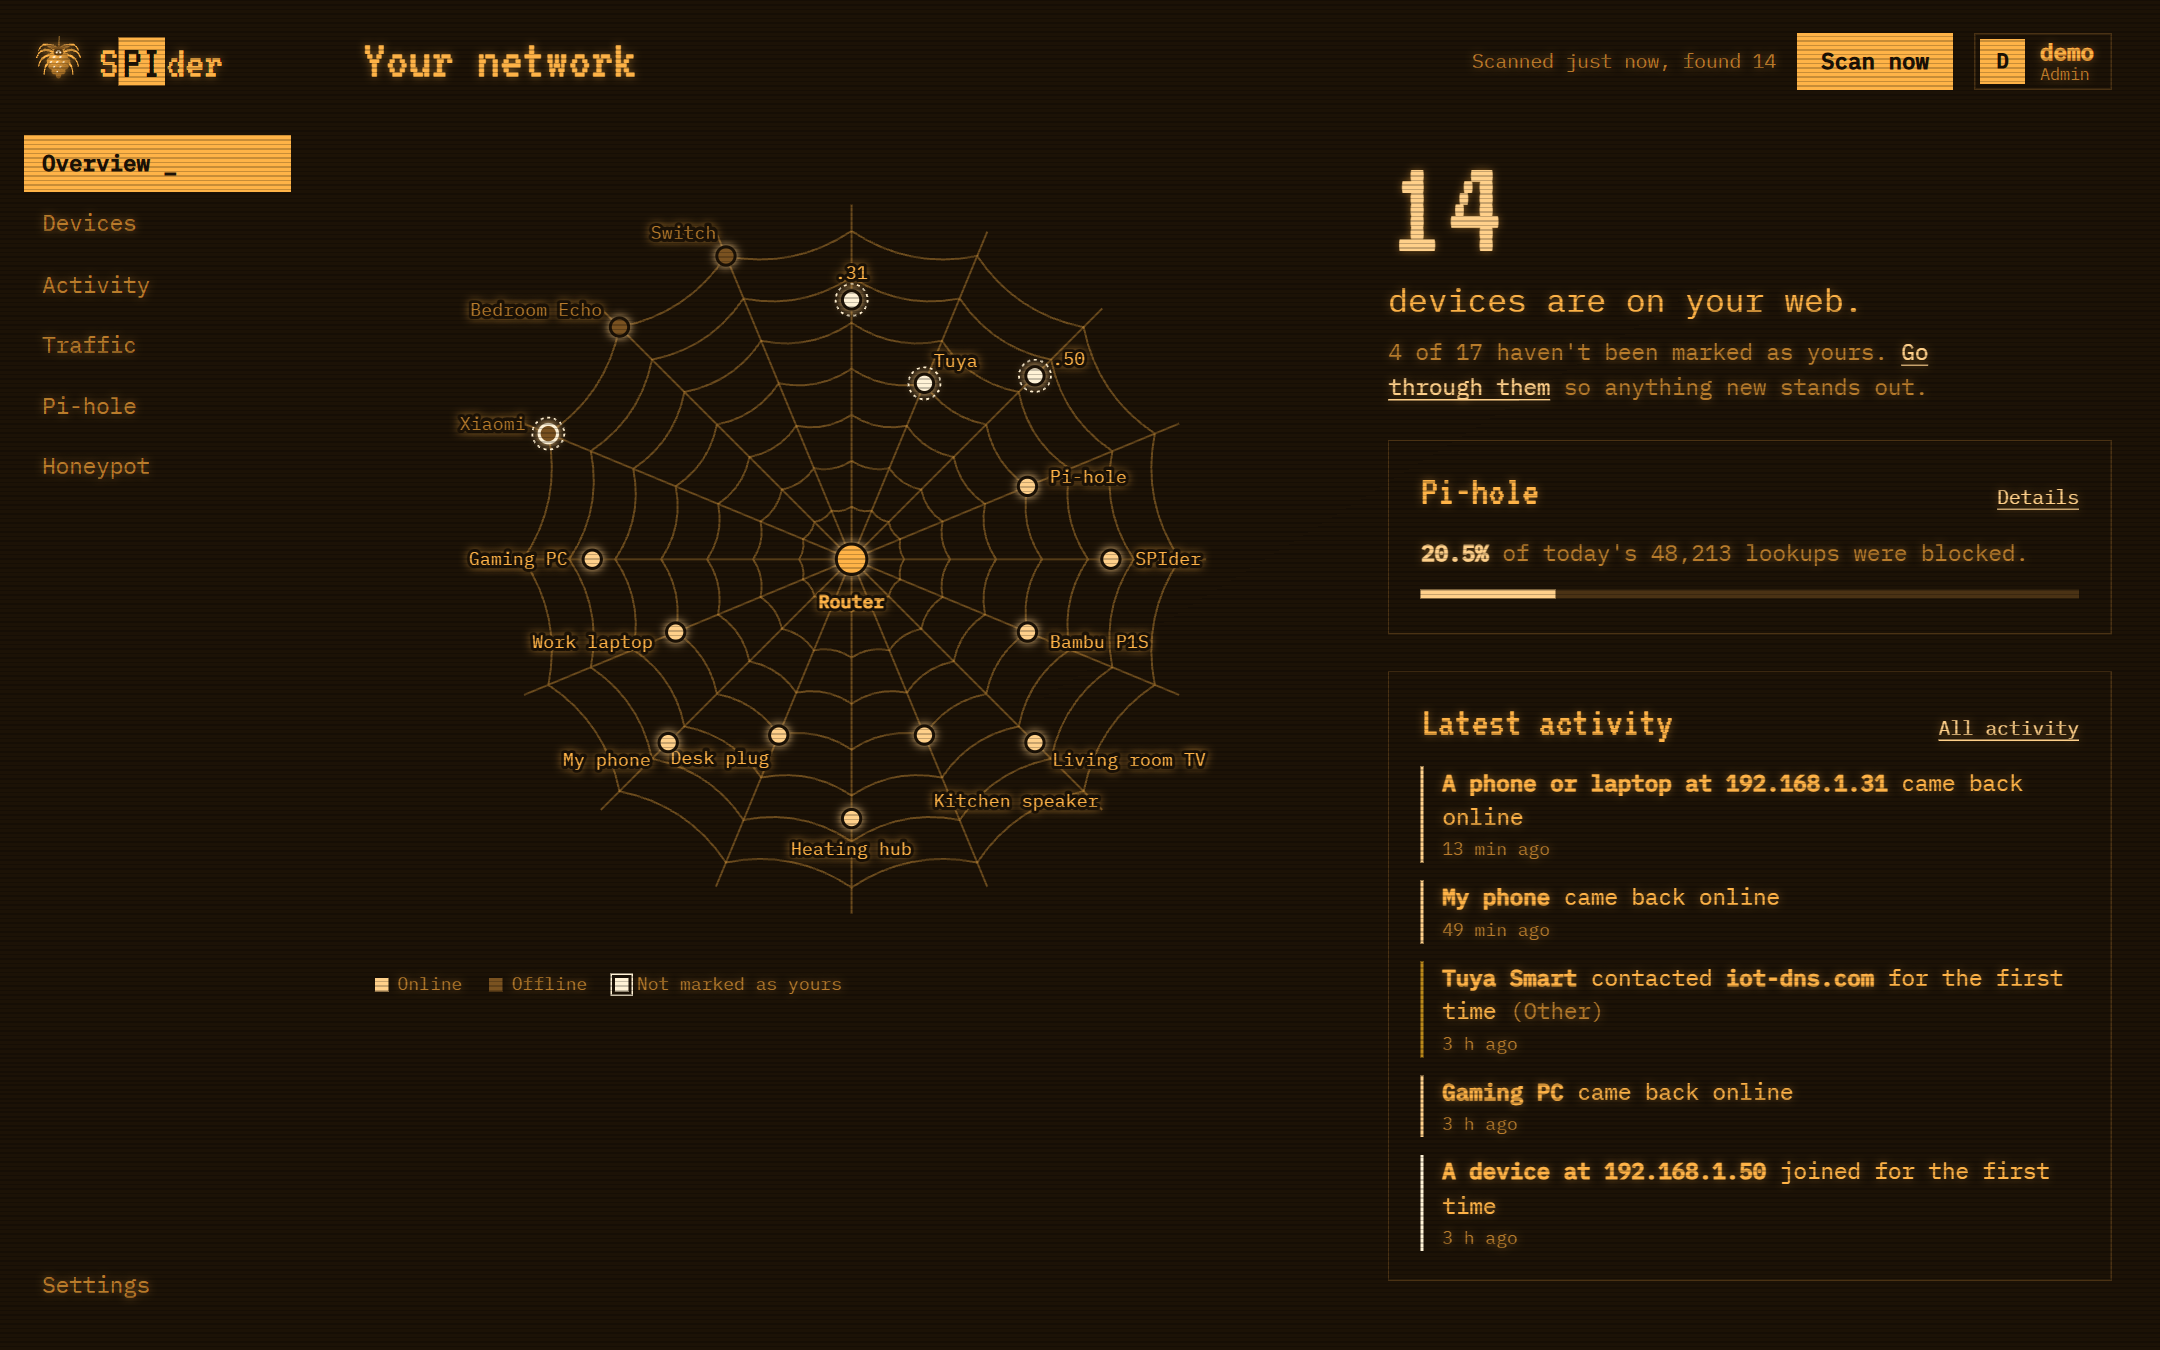 SPIder
Your network
Scanned just now, found 14
Scan now
D
demo
Admin
Overview _
Devices
Activity
Traffic
Pi-hole
Honeypot
Settings
Switch
.31
Bedroom Echo
Tuya
.50
Xiaomi
Pi-hole
Gaming PC
SPIder
Router
Work laptop
Bambu P1S
My phone
Desk plug
Living room TV
Kitchen speaker
Heating hub
Online
Offline
Not marked as yours
14
devices are on your web.
4 of 17 haven't been marked as yours. Go
through them so anything new stands out.
Pi-hole
Details
20.5% of today's 48,213 lookups were blocked.
Latest activity
All activity
A phone or laptop at 192.168.1.31 came back
online
13 min ago
My phone came back online
49 min ago
Tuya Smart contacted iot-dns.com for the first
time (Other)
3 h ago
Gaming PC came back online
3 h ago
A device at 192.168.1.50 joined for the first
time
3 h ago